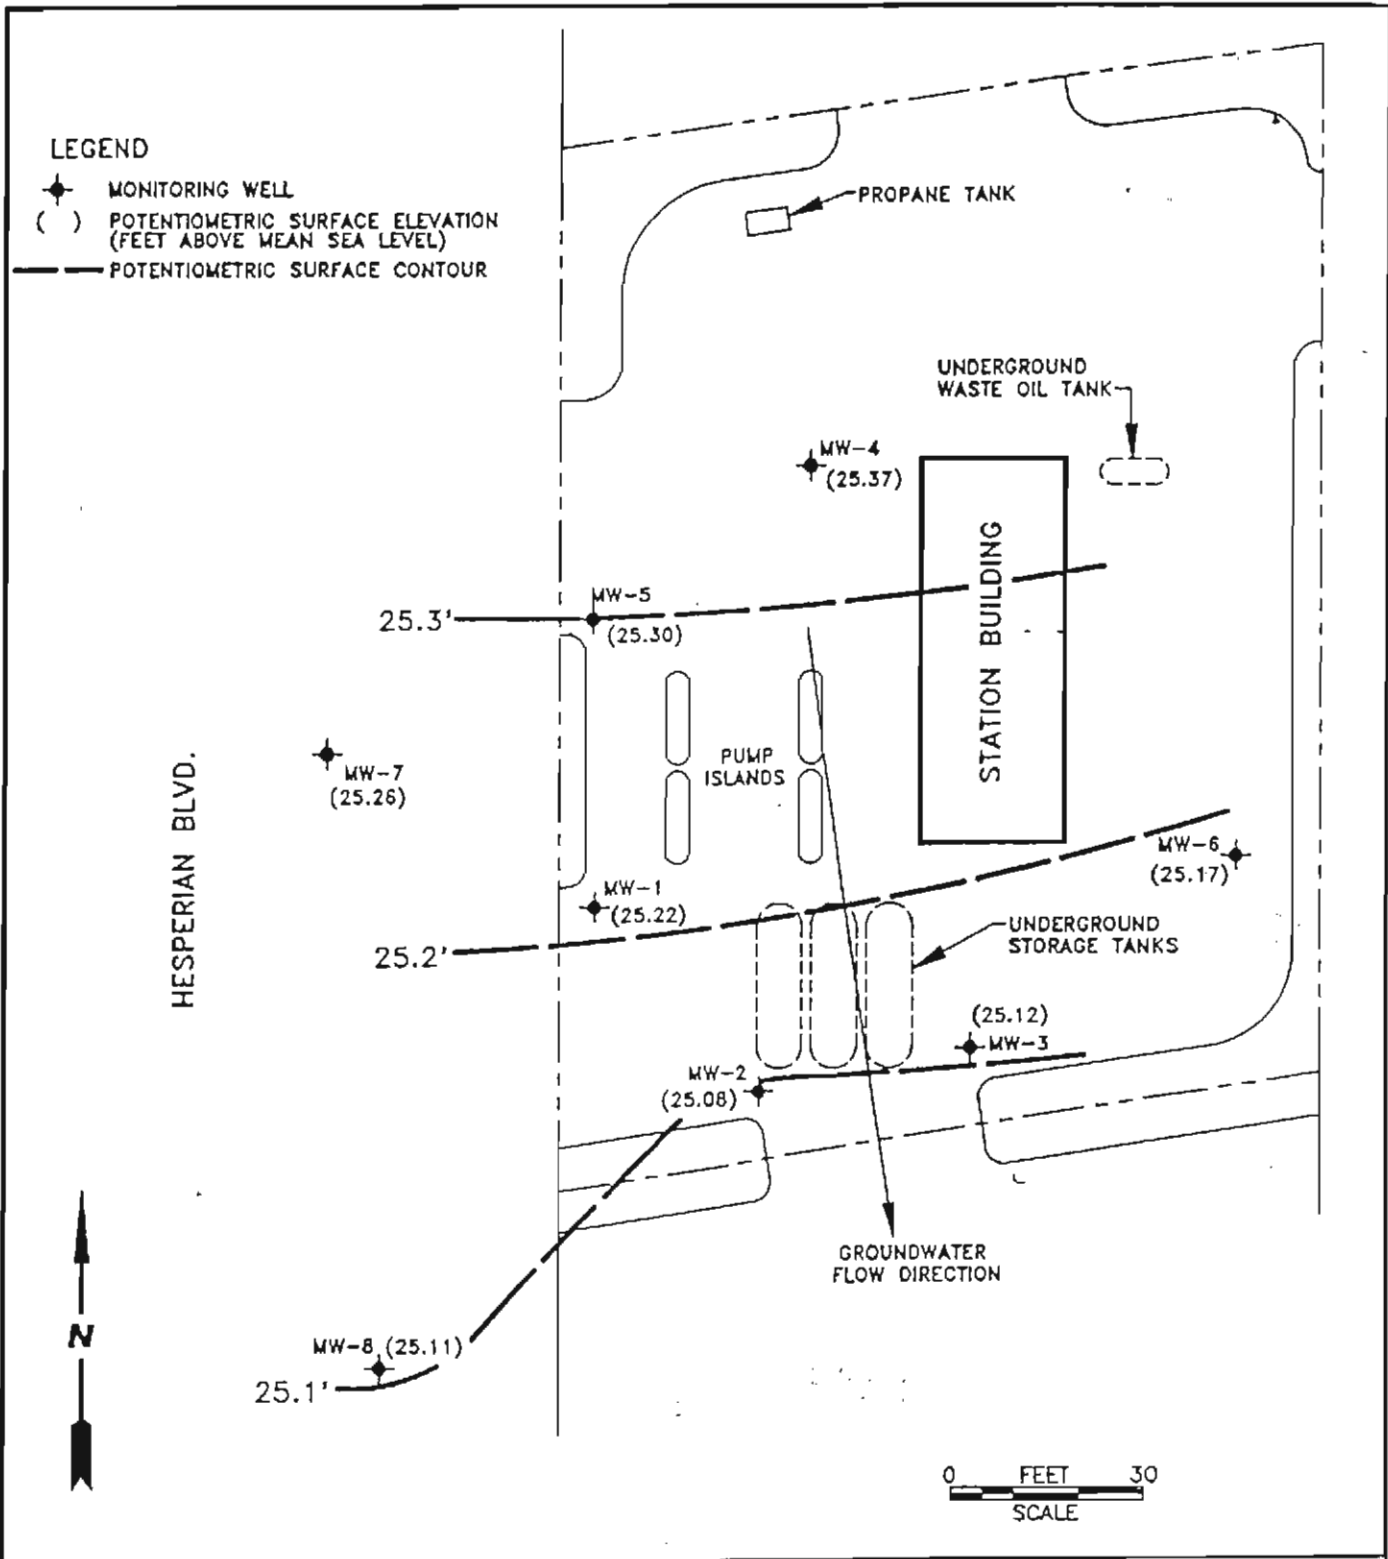 LEGEND
MONITORING WELL
( ) POTENTIOMETRIC SURFACE ELEVATION
(FEET ABOVE MEAN SEA LEVEL)
POTENTIOMETRIC SURFACE CONTOUR
PROPANE TANK
UNDERGROUND
WASTE OIL TANK
MW-4
(25.37)
STATION BUILDING
MW-5
25.3'
(25.30)
HESPERIAN BLVD.
MW-7
(25.26)
PUMP
ISLANDS
MW-6
(25.17)
MW-1
(25.22)
25.2'
UNDERGROUND
STORAGE TANKS
(25.12)
MW-3
MW-2
(25.08)
GROUNDWATER
FLOW DIRECTION
N
MW-8 (25.11)
25.1'
0 FEET 30
SCALE